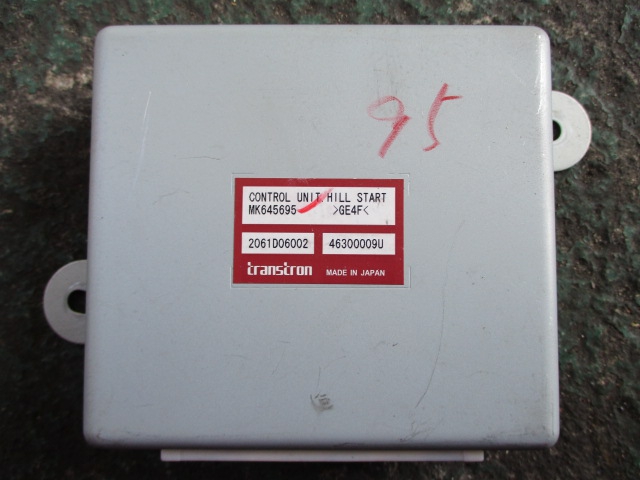 95
CONTROL UNIT,HILL START
MK645695 >GE4F<
2061D06002 46300009U
transtron MADE IN JAPAN